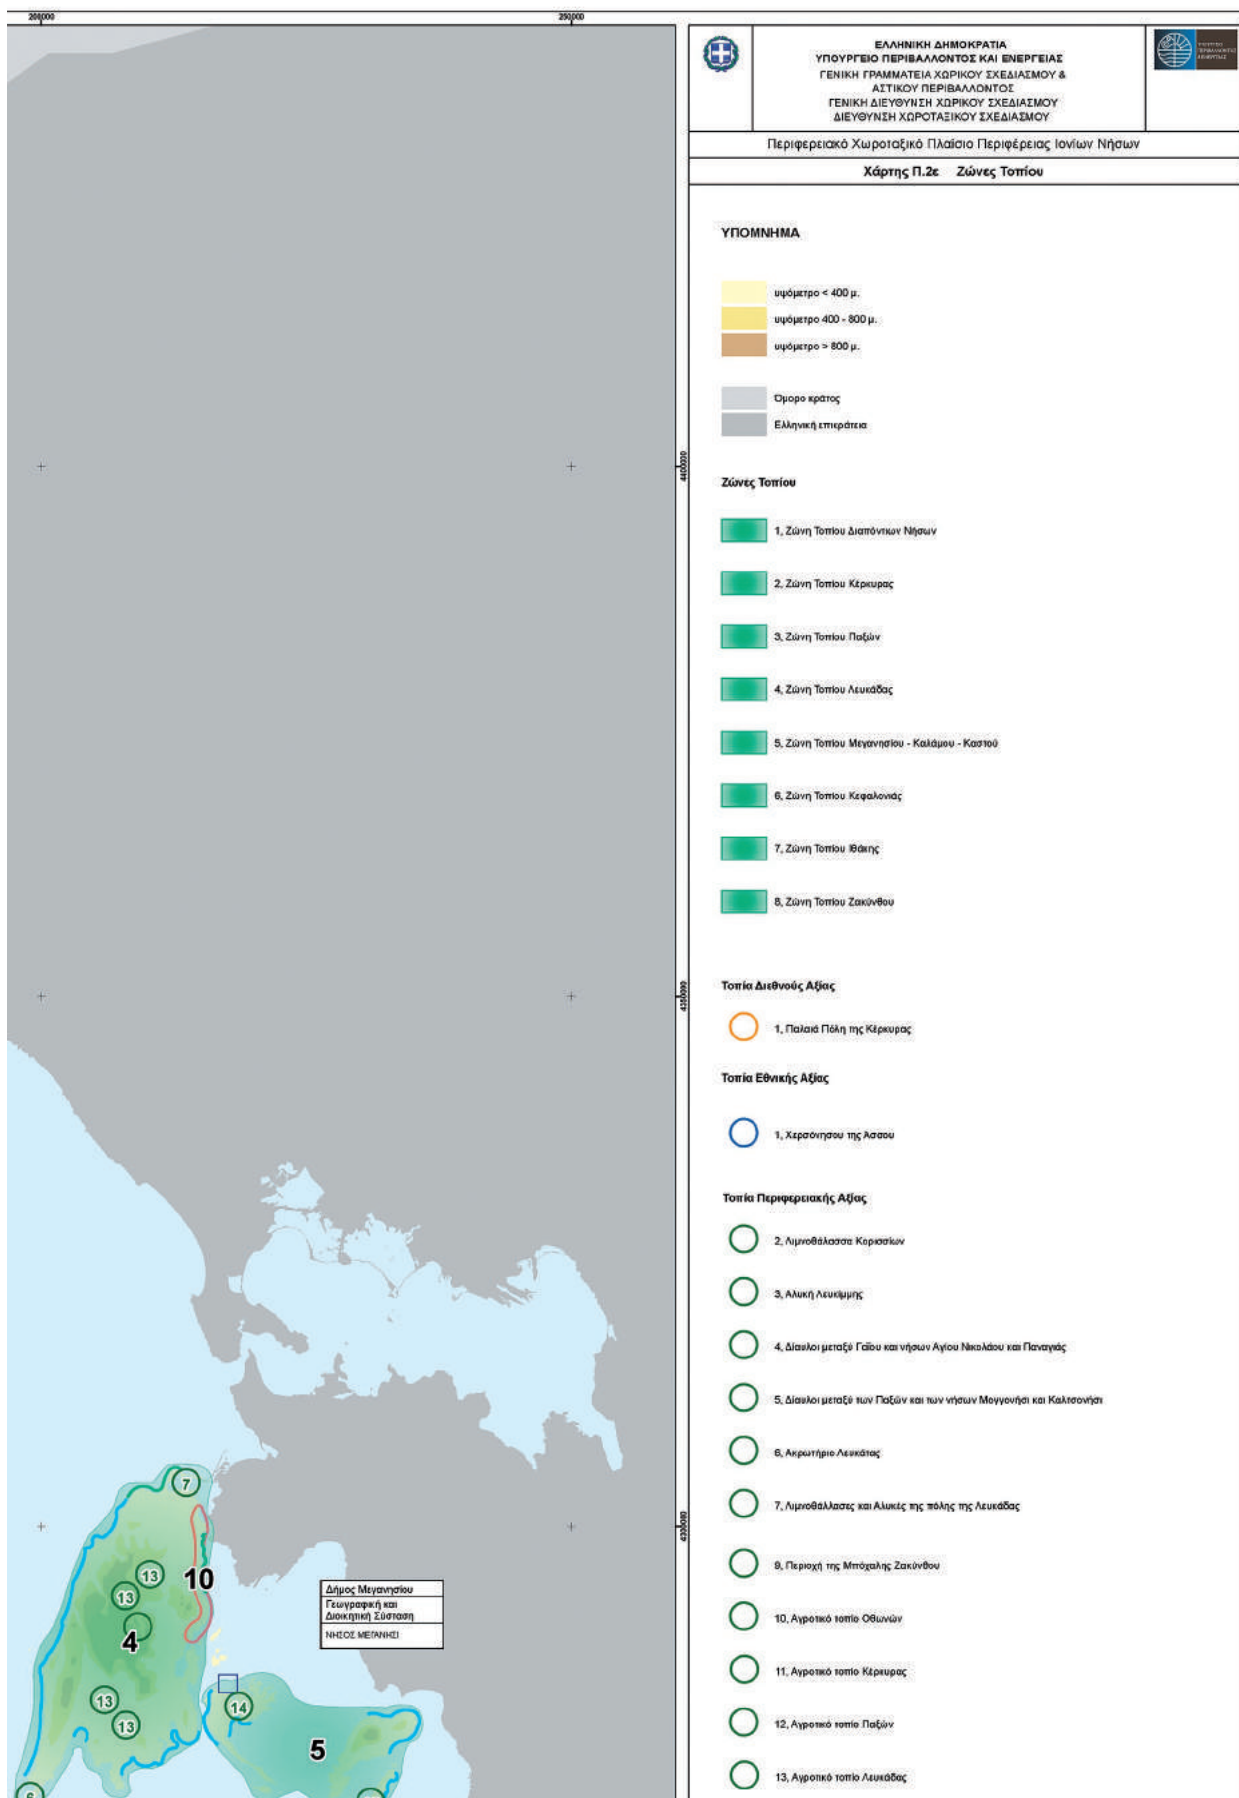 200000
250000
ΕΛΛΗΝΙΚΗ ΔΗΜΟΚΡΑΤΙΑ
ΥΠΟΥΡΓΕΙΟ ΠΕΡΙΒΑΛΛΟΝΤΟΣ ΚΑΙ ΕΝΕΡΓΕΙΑΣ
ΓΕΝΙΚΗ ΓΡΑΜΜΑΤΕΙΑ ΧΩΡΙΚΟΥ ΣΧΕΔΙΑΣΜΟΥ &
ΑΣΤΙΚΟΥ ΠΕΡΙΒΑΛΛΟΝΤΟΣ
ΓΕΝΙΚΗ ΔΙΕΥΘΥΝΣΗ ΧΩΡΙΚΟΥ ΣΧΕΔΙΑΣΜΟΥ
ΔΙΕΥΘΥΝΣΗ ΧΩΡΟΤΑΞΙΚΟΥ ΣΧΕΔΙΑΣΜΟΥ
Περιφερειακό Χωροταξικό Πλαίσιο Περιφέρειας Ιονίων Νήσων
Χάρτης Π.2ε Ζώνες Τοπίου
ΥΠΟΜΝΗΜΑ
υψόμετρο < 400 μ.
υψόμετρο 400 - 800 μ.
υψόμετρο > 800 μ.
Όμορο κράτος
Ελληνική επικράτεια
4400000
Ζώνες Τοπίου
1, Ζώνη Τοπίου Διαπόντιων Νήσων
2, Ζώνη Τοπίου Κέρκυρας
3, Ζώνη Τοπίου Παξών
4, Ζώνη Τοπίου Λευκάδας
5, Ζώνη Τοπίου Μεγανησίου - Καλάμου - Καστού
6, Ζώνη Τοπίου Κεφαλονιάς
7, Ζώνη Τοπίου Ιθάκης
8, Ζώνη Τοπίου Ζακύνθου
4350000
Τοπία Διεθνούς Αξίας
1, Παλαιά Πόλη της Κέρκυρας
Τοπία Εθνικής Αξίας
1, Χερσόνησου της Άσσου
Τοπία Περιφερειακής Αξίας
2, Λιμνοθάλασσα Κορισσίων
3, Αλυκή Λευκίμμης
4, Δίαυλοι μεταξύ Γαΐου και νήσων Αγίου Νικολάου και Παναγιάς
5, Δίαυλοι μεταξύ των Παξών και των νήσων Μογγονήσι και Καλτσονήσι
6, Ακρωτήριο Λευκάτας
7, Λιμνοθάλλασες και Αλυκές της πόλης της Λευκάδας
9, Περιοχή της Μπόχαλης Ζακύνθου
10, Αγροτικό τοπίο Οθωνών
11, Αγροτικό τοπίο Κέρκυρας
12, Αγροτικό τοπίο Παξών
13, Αγροτικό τοπίο Λευκάδας
4300000
7
13
10
13
4
13
13
6
Δήμος Μεγανησίου
Γεωγραφική και
Διοικητική Σύσταση
ΝΗΣΟΣ ΜΕΓΑΝΗΣΙ
14
5